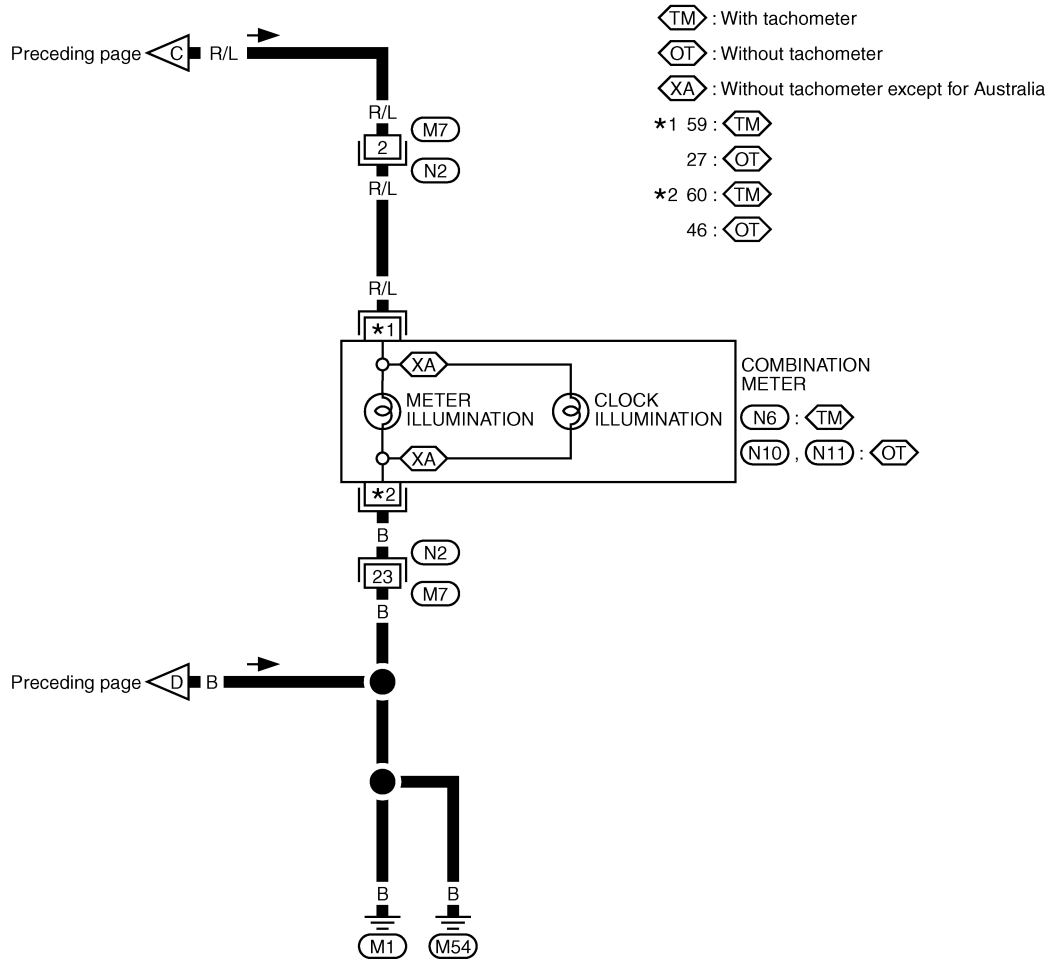 TM : With tachometer
Preceding page C R/L
OT : Without tachometer
XA : Without tachometer except for Australia
R/L
M7
*1 59 : TM
2
27 : OT
N2
R/L
*2 60 : TM
46 : OT
R/L
*1
XA
COMBINATION
METER
METER
ILLUMINATION
CLOCK
ILLUMINATION
N6 : TM
XA
N10 , N11 : OT
*2
B
N2
23
M7
B
Preceding page D B
B
B
M1
M54